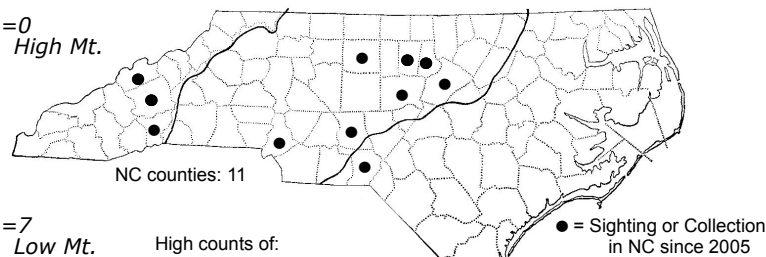 =0
High Mt.
NC counties: 11
=7
Low Mt.
High counts of:
● = Sighting or Collection
in NC since 2005